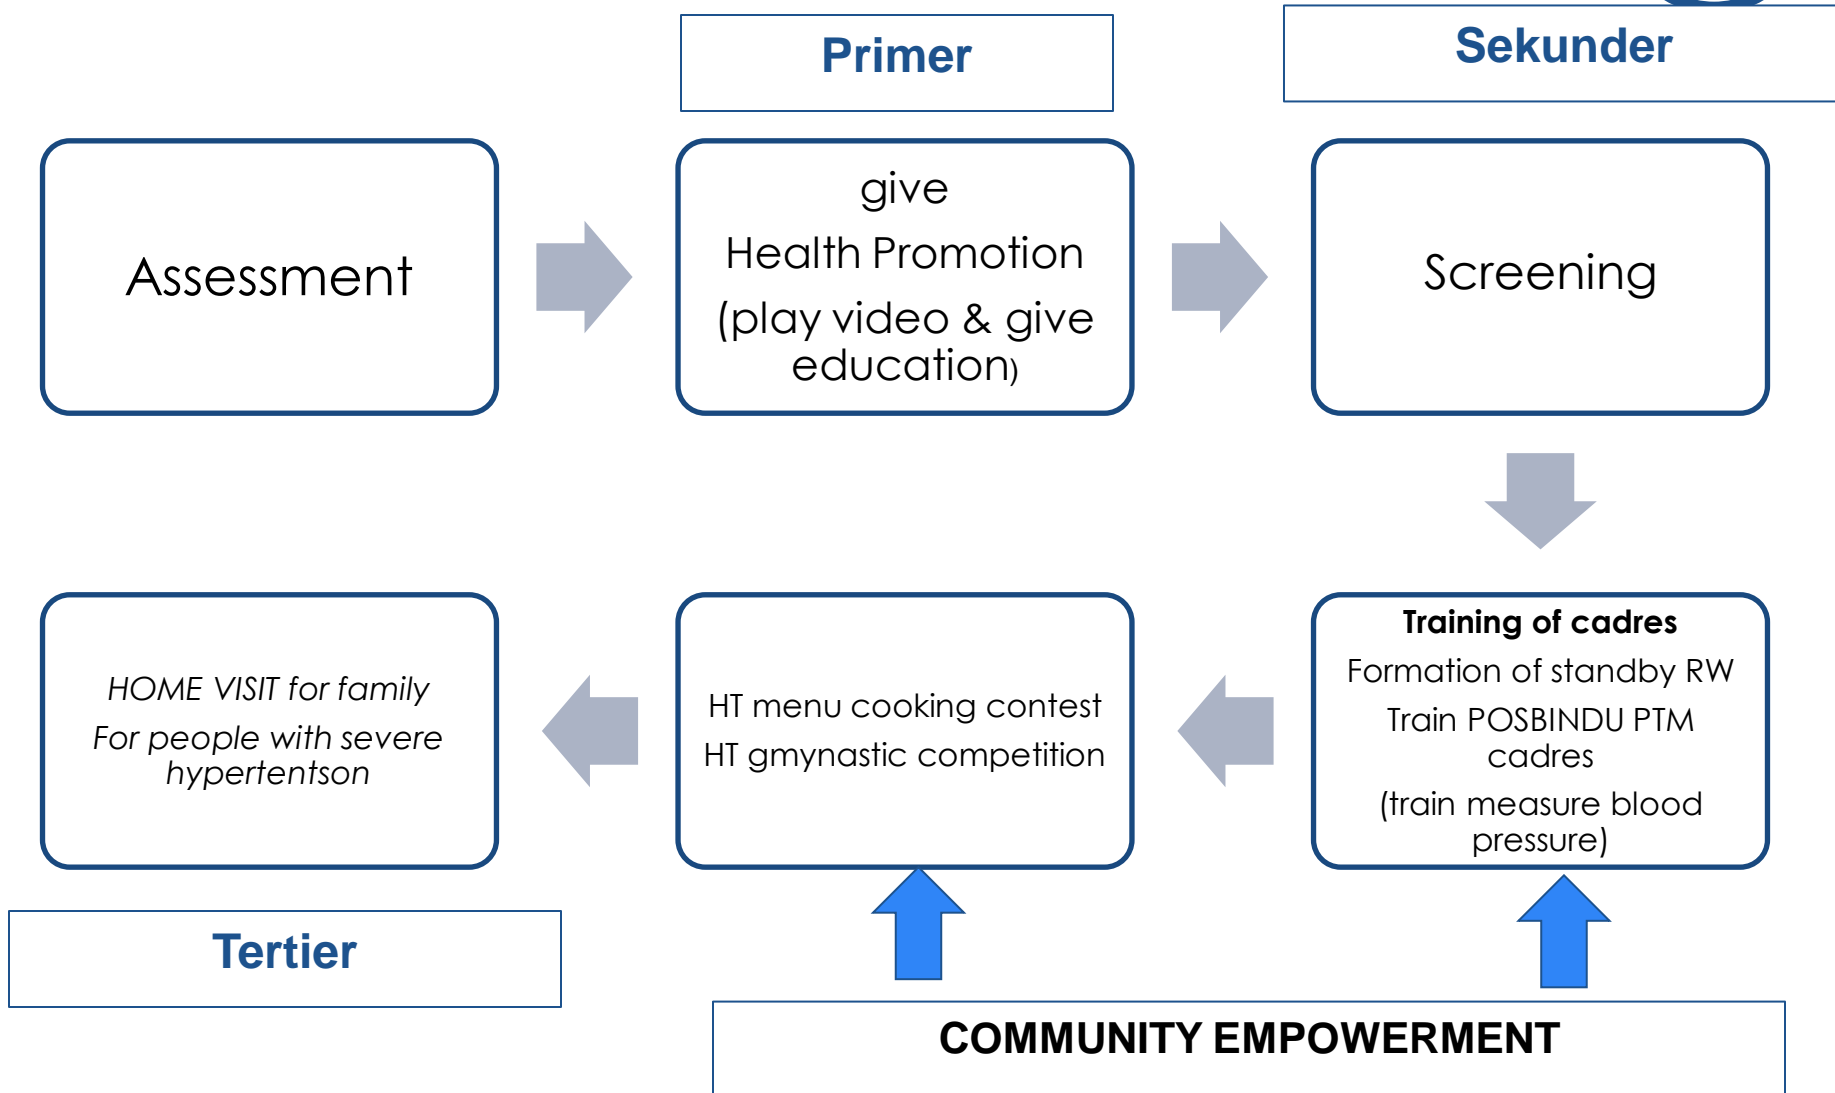 Primer
Sekunder
Assessment
give
Health Promotion
(play video & give
education)
Screening
HOME VISIT for family
For people with severe
hypertentson
HT menu cooking contest
HT gmynastic competition
Training of cadres
Formation of standby RW
Train POSBINDU PTM
cadres
(train measure blood
pressure)
Tertier
COMMUNITY EMPOWERMENT